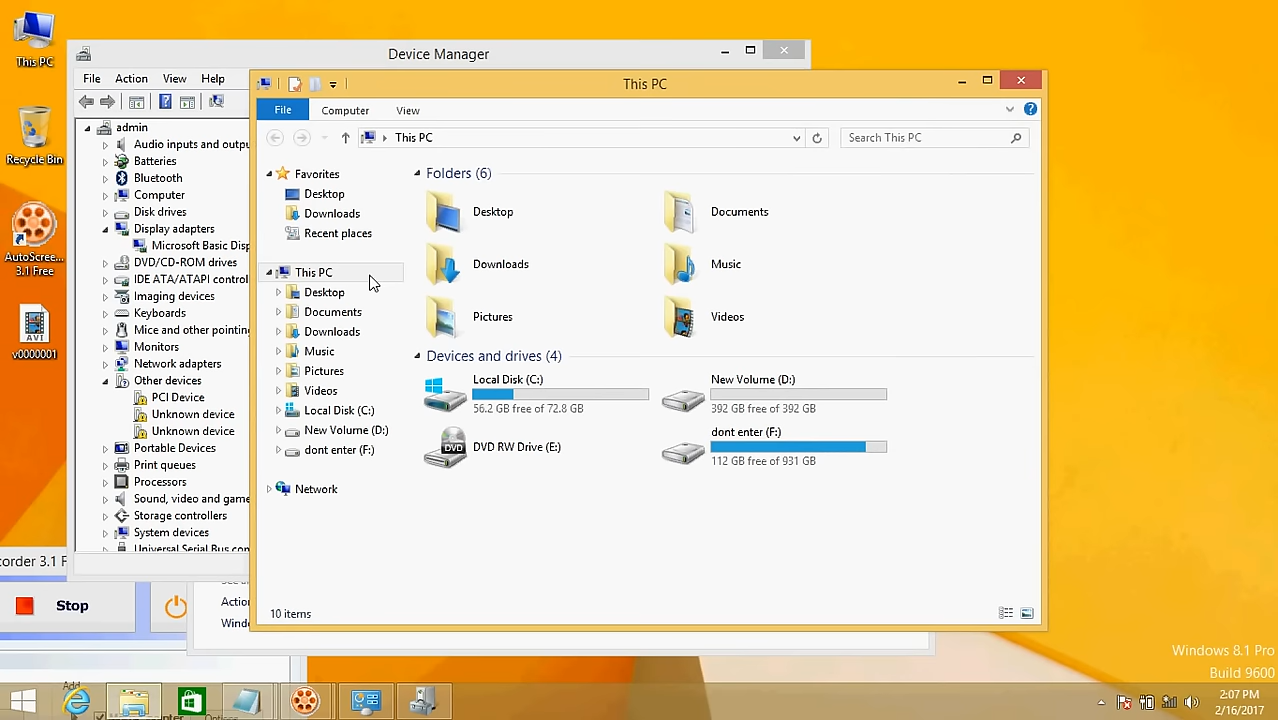 This PC
Recycle Bin
AutoScree...
3.1 Free
v0000001
Device Manager
File Action View Help
admin
Audio inputs and outpu
Batteries
Bluetooth
Computer
Disk drives
Display adapters
Microsoft Basic Disp
DVD/CD-ROM drives
IDE ATA/ATAPI control
Imaging devices
Keyboards
Mice and other pointing
Monitors
Network adapters
Other devices
PCI Device
Unknown device
Unknown device
Portable Devices
Print queues
Processors
Sound, video and game
Storage controllers
System devices
Universal Serial Bus con
This PC
File Computer View
This PC
Search This PC
Favorites
Desktop
Downloads
Recent places
This PC
Desktop
Documents
Downloads
Music
Pictures
Videos
Local Disk (C:)
New Volume (D:)
dont enter (F:)
Network
Folders (6)
Desktop
Documents
Downloads
Music
Pictures
Videos
Devices and drives (4)
Local Disk (C:)
56.2 GB free of 72.8 GB
New Volume (D:)
392 GB free of 392 GB
DVD RW Drive (E:)
dont enter (F:)
112 GB free of 931 GB
10 items
corder 3.1 F
Stop
Action
Windo
Add
Windows 8.1 Pro
Build 9600
2:07 PM
2/16/2017